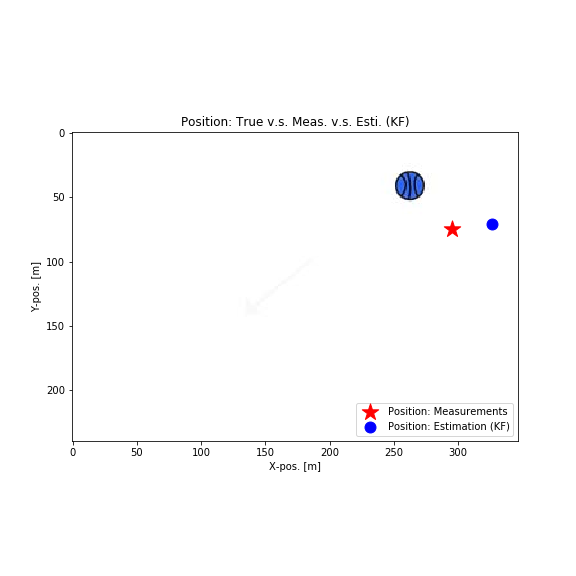 Position: True v.s. Meas. v.s. Esti. (KF)
0
50
100
150
200
Y-pos. [m]
Position: Measurements
Position: Estimation (KF)
0 50 100 150 200 250 300
X-pos. [m]